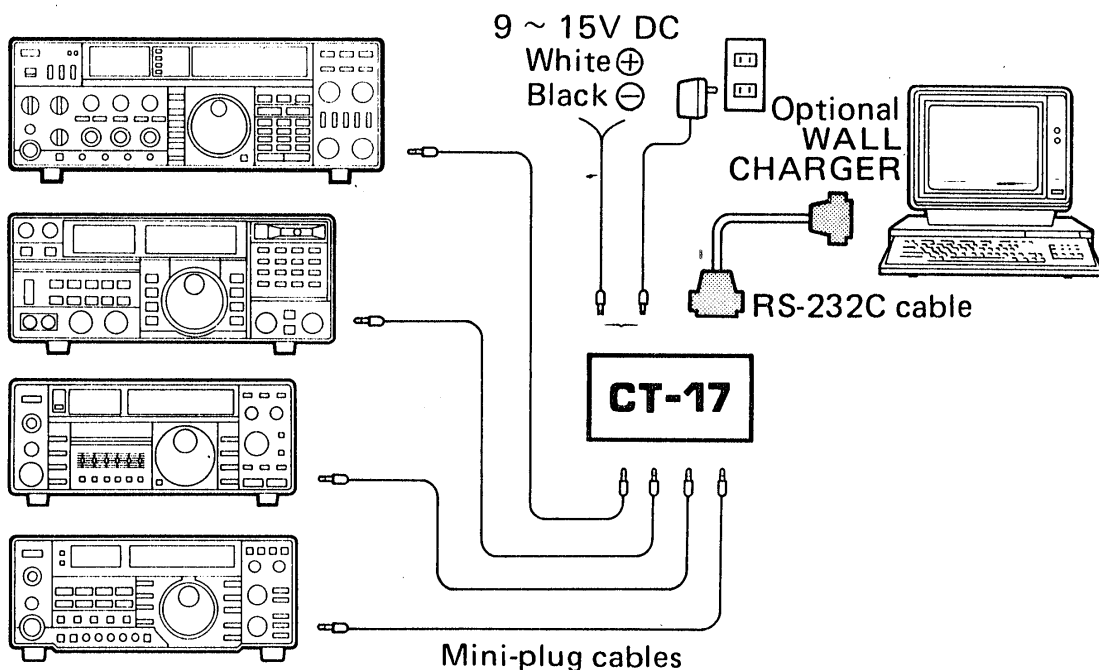 9 ~ 15V DC
White ⊕
Black ⊖
Optional
WALL
CHARGER
RS-232C cable
CT-17
Mini-plug cables